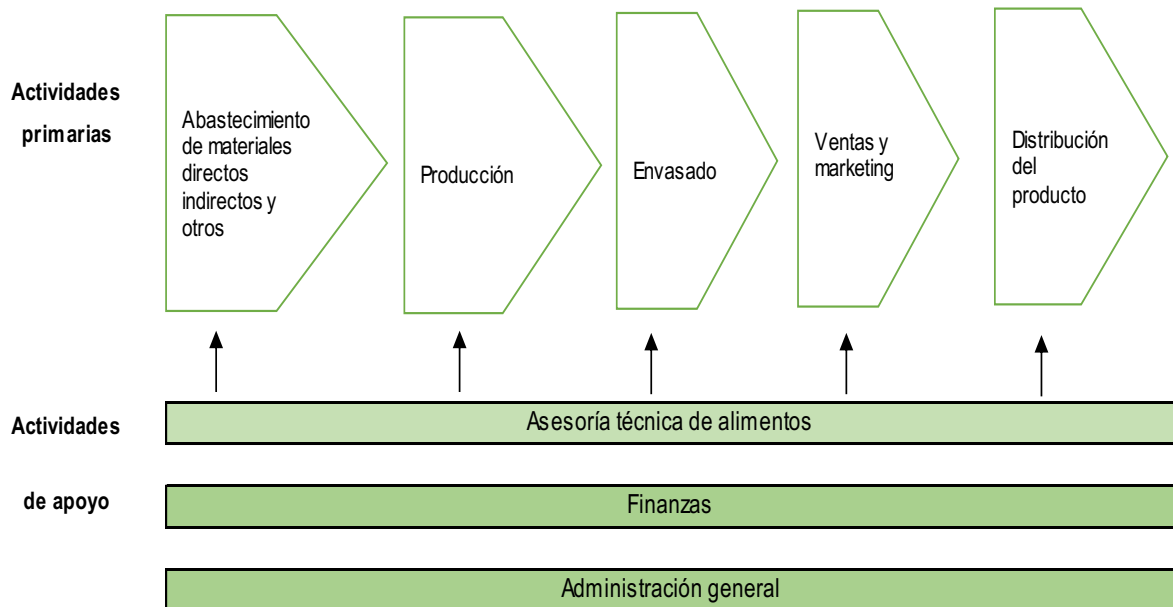 Actividades
primarias
Abastecimiento
de materiales
directos
indirectos y
otros
Producción
Envasado
Ventas y
marketing
Distribución
del
producto
Actividades
de apoyo
Asesoría técnica de alimentos
Finanzas
Administración general